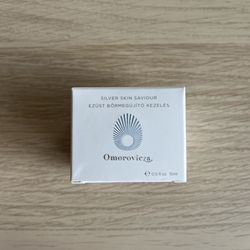 SILVER SKIN SAVIOUR
EZÜST BŐRMEGÚJÍTÓ KEZELÉS
Omorovicza
℮ 0.5 fl oz 15ml